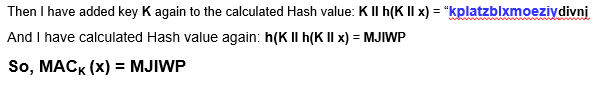 Then I have added key K again to the calculated Hash value: K II h(K II x) = “kplatzblxmoeziydivnj
And I have calculated Hash value again: h(K II h(K II x) = MJIWP
So, MACK (x) = MJIWP